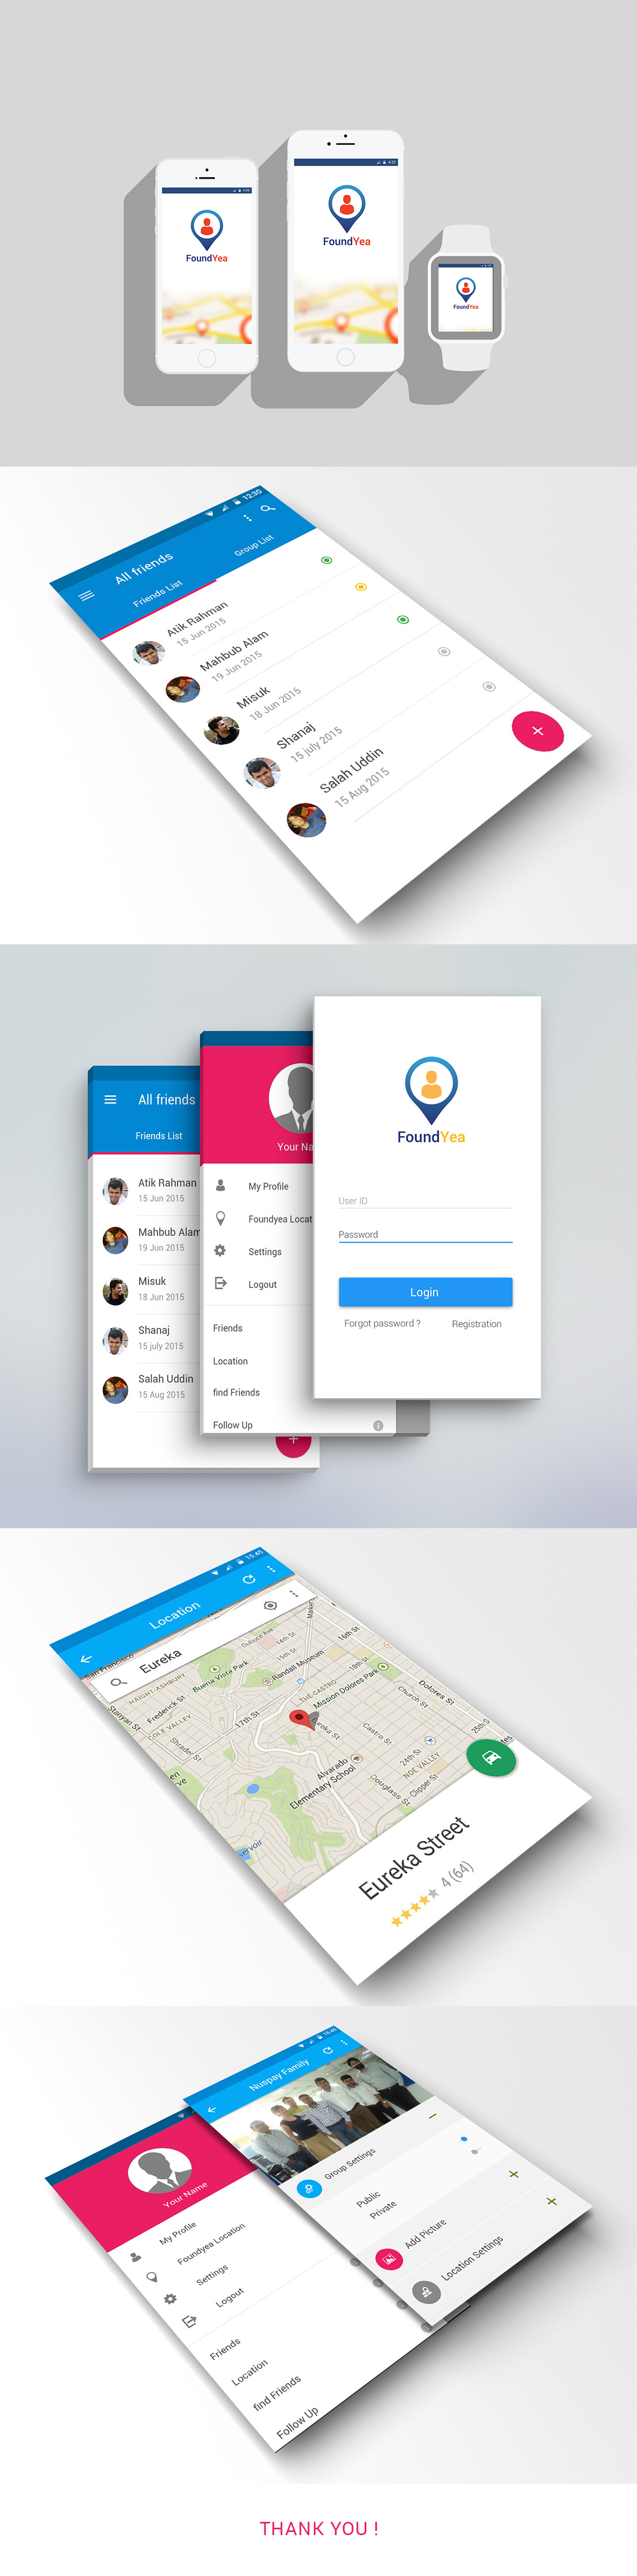 4:30
FoundYea
4:30
FoundYea
FoundYea
12:30
All friends
Friends List
Group List
Atik Rahman
15 Jun 2015
Mahbub Alam
19 Jun 2015
Misuk
18 Jun 2015
Shanaj
15 july 2015
Salah Uddin
15 Aug 2015
All friends
Friends List
Atik Rahman
15 Jun 2015
Mahbub Alam
19 Jun 2015
Misuk
18 Jun 2015
Shanaj
15 july 2015
Salah Uddin
15 Aug 2015
Your Na
My Profile
Foundyea Locat
Settings
Logout
Friends
Location
find Friends
Follow Up
FoundYea
User ID
Password
Login
Forgot password ?
Registration
15:45
Location
Eureka
San Francisco
Market
Duboce Ave
14th St
15th St
16th St
HAIGHT-ASHBURY
Buena Vista Park
Randall Museum
18th St
Stanyan St
Frederick St
THE CASTRO
Mission Dolores Park
COLE VALLEY
17th St
Church St
Dolores St
Shrader St
Eureka St
Castro St
25th St
Alvarado
Elementary School
24th St
NOE VALLEY
Douglass St
Clipper St
ervoir
Eureka Street
4 (64)
15:45
Nuspay Family
Group Settings
Public
Private
Add Picture
Location Settings
Your Name
My Profile
Foundyea Location
Settings
Logout
Friends
Location
find Friends
Follow Up
THANK YOU !